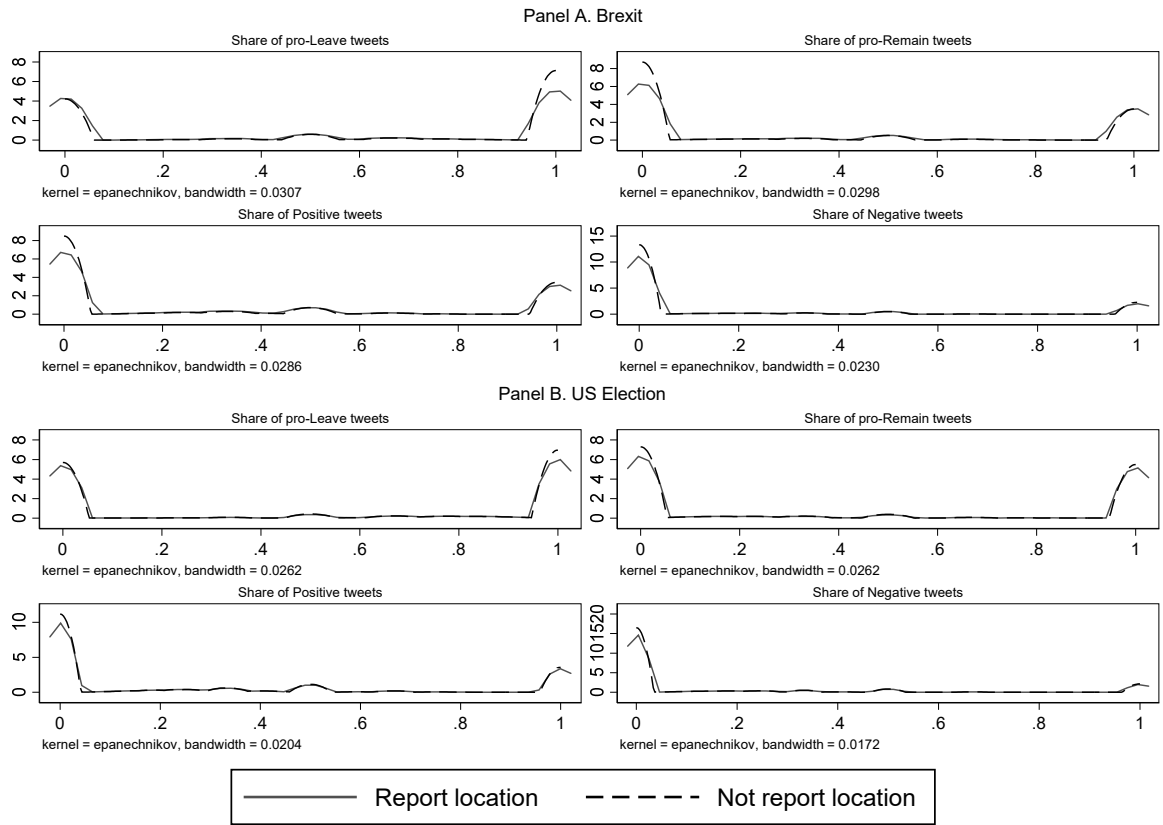 Panel A. Brexit
Share of pro-Leave tweets
8
6
4
2
0
0 .2 .4 .6 .8 1
kernel = epanechnikov, bandwidth = 0.0307
Share of pro-Remain tweets
8
6
4
2
0
0 .2 .4 .6 .8 1
kernel = epanechnikov, bandwidth = 0.0298
Share of Positive tweets
8
6
4
2
0
0 .2 .4 .6 .8 1
kernel = epanechnikov, bandwidth = 0.0286
Share of Negative tweets
15
10
5
0
0 .2 .4 .6 .8 1
kernel = epanechnikov, bandwidth = 0.0230
Panel B. US Election
Share of pro-Leave tweets
8
6
4
2
0
0 .2 .4 .6 .8 1
kernel = epanechnikov, bandwidth = 0.0262
Share of pro-Remain tweets
8
6
4
2
0
0 .2 .4 .6 .8 1
kernel = epanechnikov, bandwidth = 0.0262
Share of Positive tweets
10
5
0
0 .2 .4 .6 .8 1
kernel = epanechnikov, bandwidth = 0.0204
Share of Negative tweets
20
15
10
5
0
0 .2 .4 .6 .8 1
kernel = epanechnikov, bandwidth = 0.0172
Report location Not report location